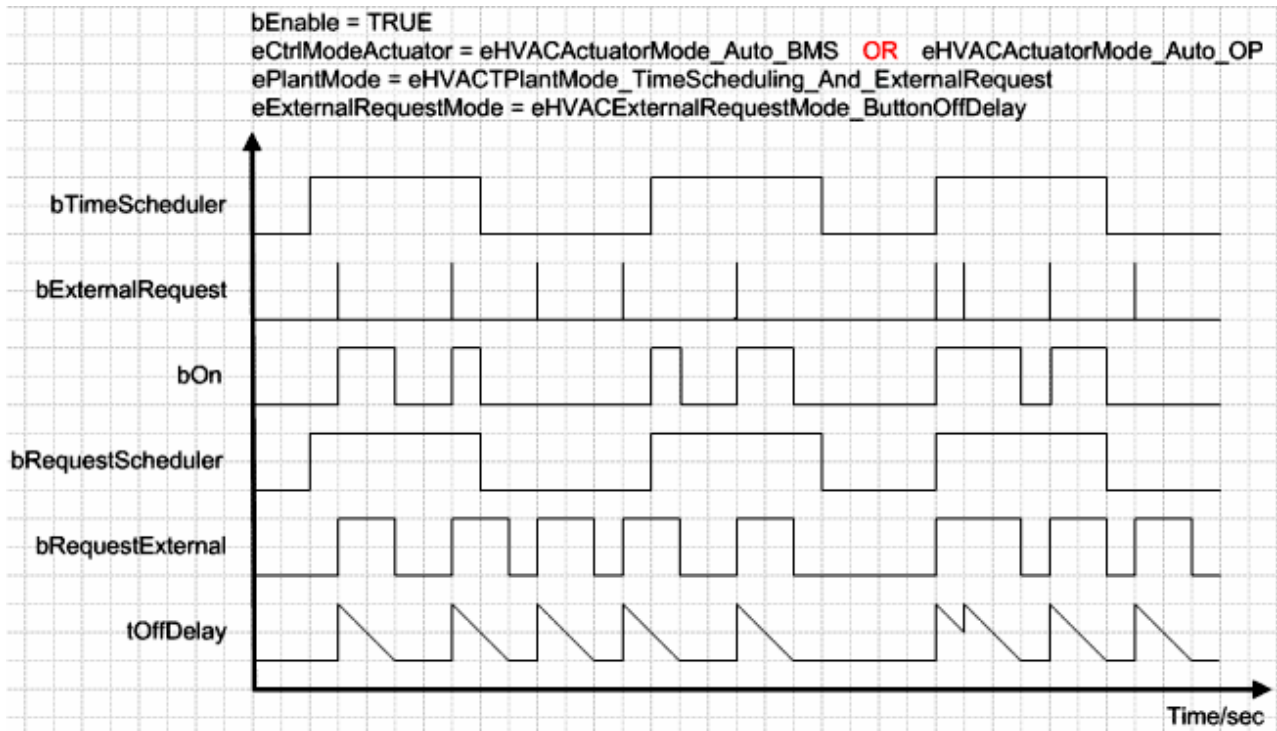 bEnable = TRUE
eCtrlModeActuator = eHVACActuatorMode_Auto_BMS OR eHVACActuatorMode_Auto_OP
ePlantMode = eHVACTPlantMode_TimeScheduling_And_ExternalRequest
eExternalRequestMode = eHVACExternalRequestMode_ButtonOffDelay
bTimeScheduler
bExternalRequest
bOn
bRequestScheduler
bRequestExternal
tOffDelay
Time/sec